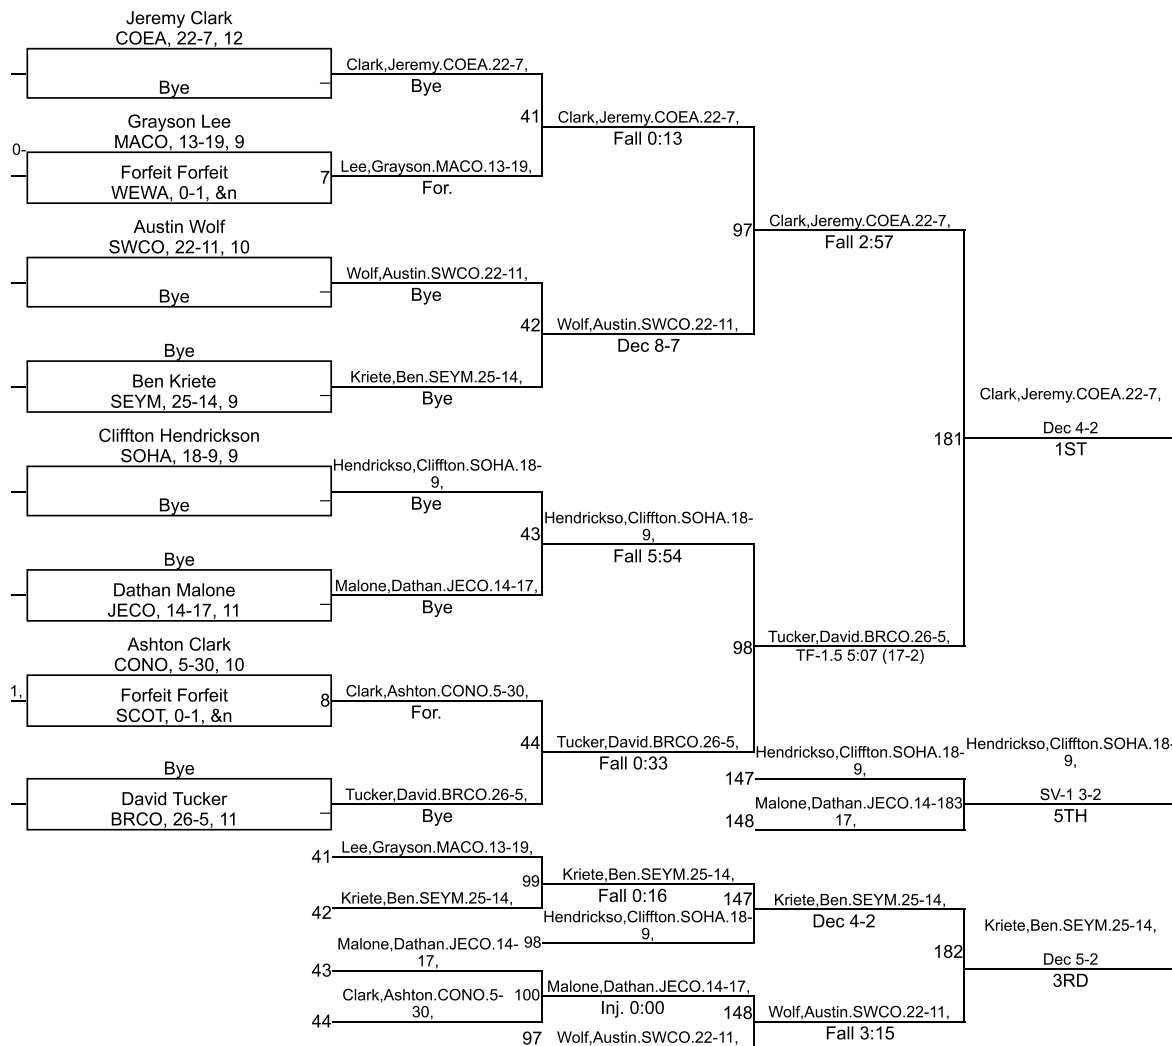 Jeremy Clark
COEA, 22-7, 12
Bye
Clark,Jeremy.COEA.22-7,
Bye
41
Clark,Jeremy.COEA.22-7,
Fall 0:13
Grayson Lee
MACO, 13-19, 9
0-
Forfeit Forfeit
WEWA, 0-1, &n
7
Lee,Grayson.MACO.13-19,
For.
97
Clark,Jeremy.COEA.22-7,
Fall 2:57
Austin Wolf
SWCO, 22-11, 10
Bye
Wolf,Austin.SWCO.22-11,
Bye
42
Wolf,Austin.SWCO.22-11,
Dec 8-7
Bye
Ben Kriete
SEYM, 25-14, 9
Kriete,Ben.SEYM.25-14,
Bye
181
Clark,Jeremy.COEA.22-7,
Dec 4-2
1ST
Cliffton Hendrickson
SOHA, 18-9, 9
Bye
Hendrickso,Cliffton.SOHA.18-
9,
Bye
43
Hendrickso,Cliffton.SOHA.18-
9,
Fall 5:54
Bye
Dathan Malone
JECO, 14-17, 11
Malone,Dathan.JECO.14-17,
Bye
98
Tucker,David.BRCO.26-5,
TF-1.5 5:07 (17-2)
Ashton Clark
CONO, 5-30, 10
1,
Forfeit Forfeit
SCOT, 0-1, &n
8
Clark,Ashton.CONO.5-30,
For.
44
Tucker,David.BRCO.26-5,
Fall 0:33
Bye
David Tucker
BRCO, 26-5, 11
Tucker,David.BRCO.26-5,
Bye
147
Hendrickso,Cliffton.SOHA.18-
9,
148
Malone,Dathan.JECO.14-183
17,
Hendrickso,Cliffton.SOHA.18-
9,
SV-1 3-2
5TH
41
Lee,Grayson.MACO.13-19,
42
Kriete,Ben.SEYM.25-14,
99
Kriete,Ben.SEYM.25-14,
Fall 0:16
98
Hendrickso,Cliffton.SOHA.18-
9,
147
Kriete,Ben.SEYM.25-14,
Dec 4-2
43
Malone,Dathan.JECO.14-
17,
44
Clark,Ashton.CONO.5-
30,
100
Malone,Dathan.JECO.14-17,
Inj. 0:00
97
Wolf,Austin.SWCO.22-11,
148
Wolf,Austin.SWCO.22-11,
Fall 3:15
182
Kriete,Ben.SEYM.25-14,
Dec 5-2
3RD